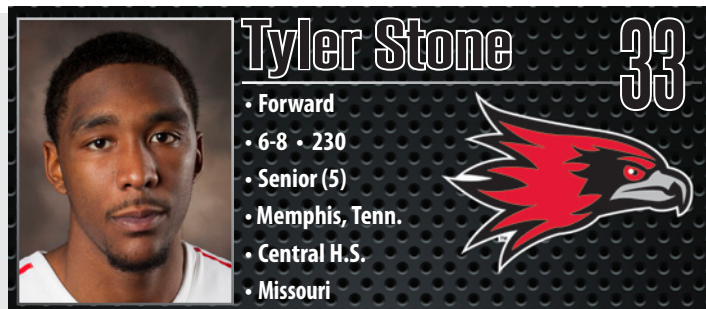 Tyler Stone
33
• Forward
• 6-8 • 230
• Senior (5)
• Memphis, Tenn.
• Central H.S.
• Missouri